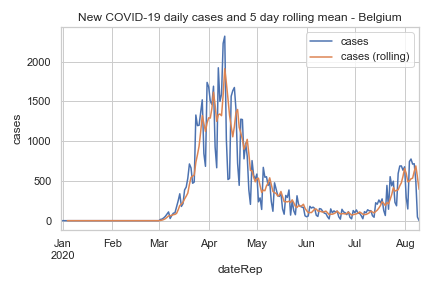 New COVID-19 daily cases and 5 day rolling mean - Belgium
cases
cases (rolling)
2000
1500
1000
500
0
cases
Jan Feb Mar Apr May Jun Jul Aug
2020
dateRep